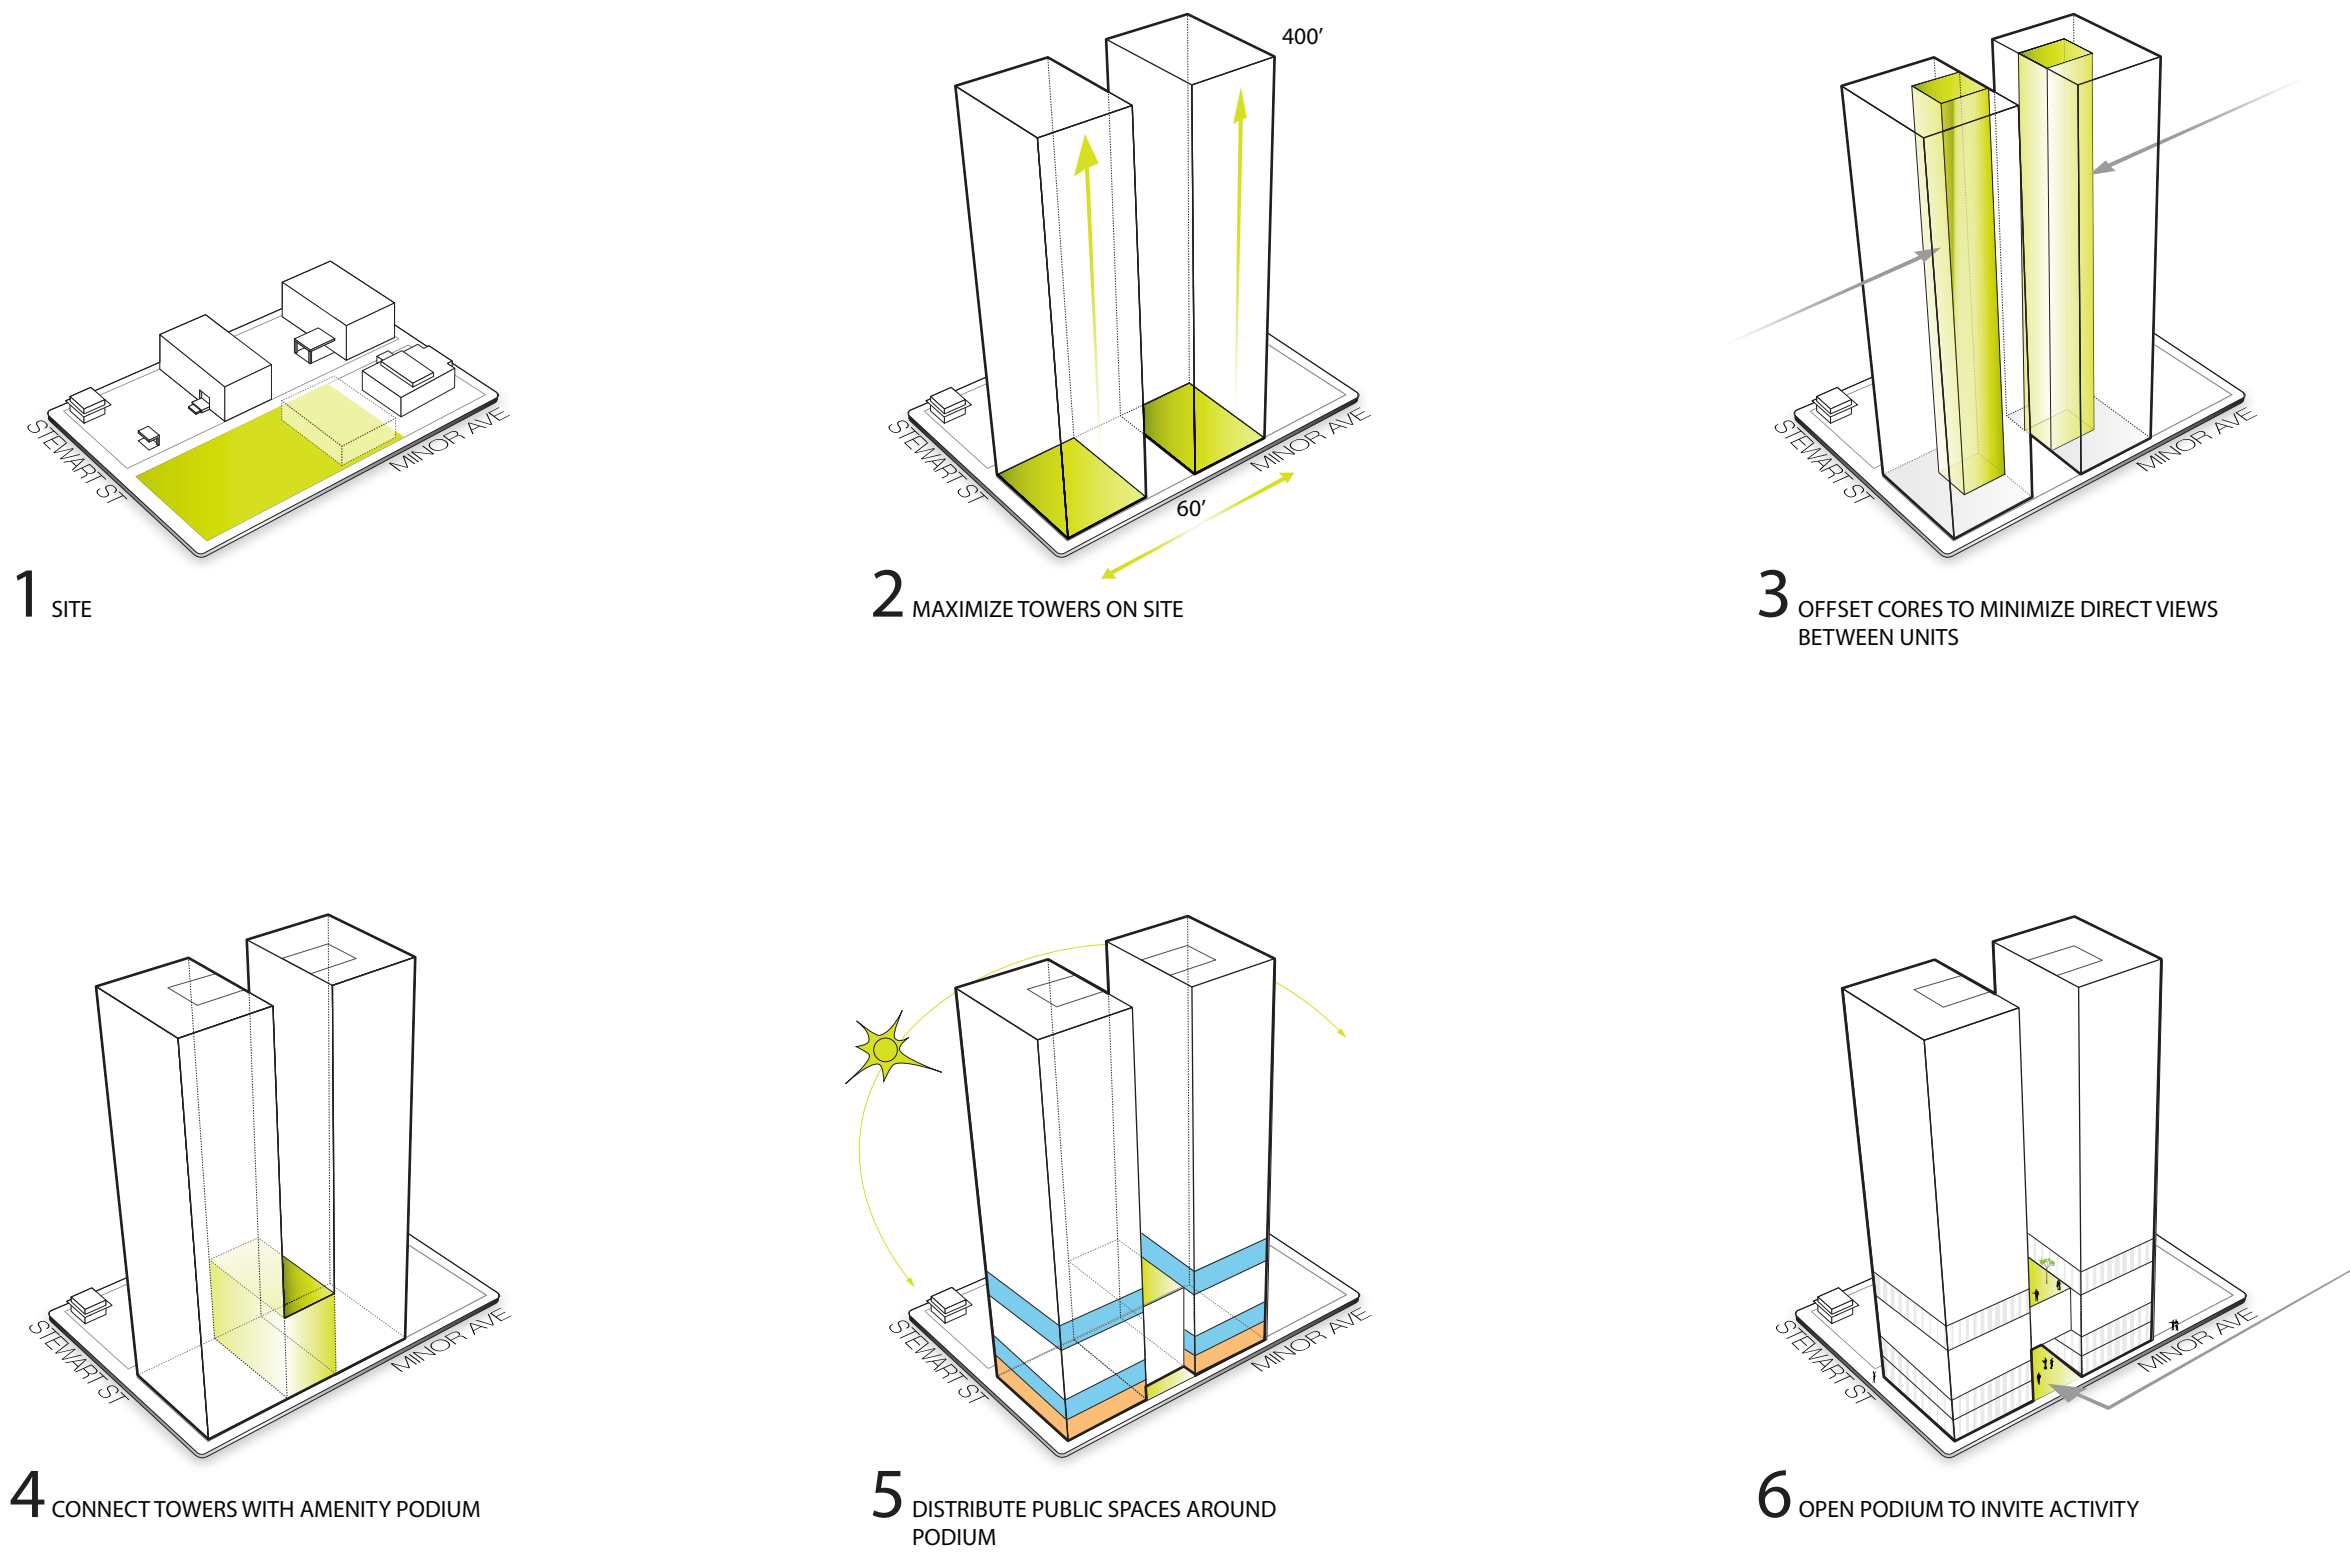 STEWART ST
MINOR AVE
1 SITE
400’
STEWART ST
MINOR AVE
60’
2 MAXIMIZE TOWERS ON SITE
STEWART ST
MINOR AVE
3 OFFSET CORES TO MINIMIZE DIRECT VIEWS
BETWEEN UNITS
STEWART ST
MINOR AVE
4 CONNECT TOWERS WITH AMENITY PODIUM
STEWART ST
MINOR AVE
5 DISTRIBUTE PUBLIC SPACES AROUND
PODIUM
STEWART ST
MINOR AVE
6 OPEN PODIUM TO INVITE ACTIVITY